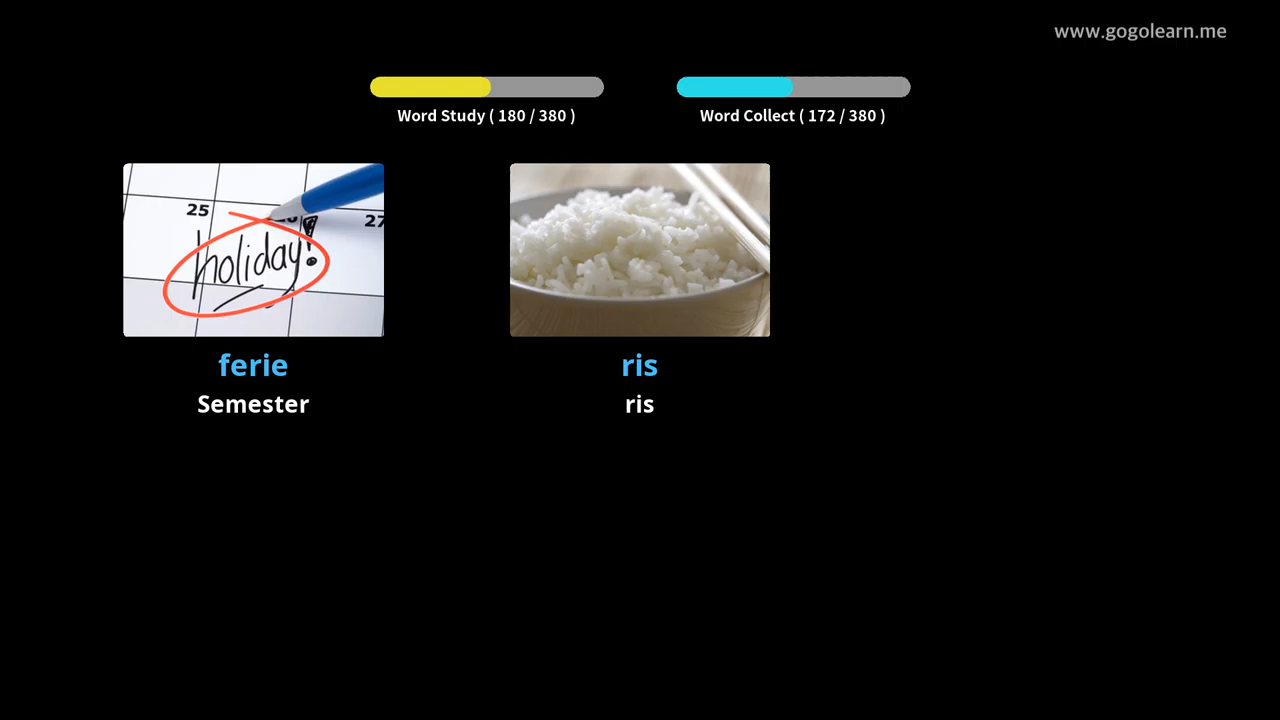 www.gogolearn.me
Word Study ( 180 / 380 )
Word Collect ( 172 / 380 )
25
27
holiday!
ferie
Semester
ris
ris